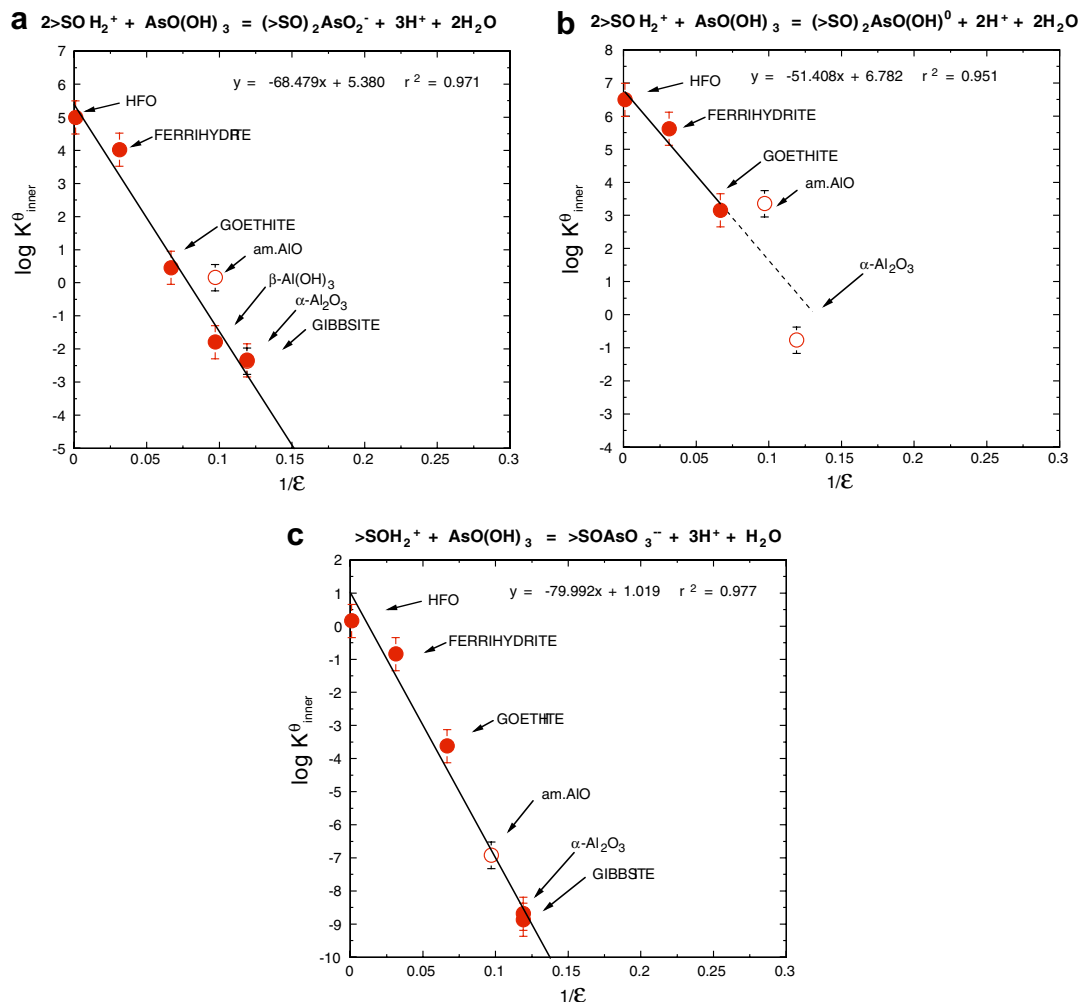 a 2>SOH₂⁺ + AsO(OH)₃ = (>SO)₂AsO₂⁻ + 3H⁺ + 2H₂O
y = -68.479x + 5.380 r² = 0.971
HFO
FERRIHYDRITE
GOETHITE
am.AlO
β-Al(OH)₃
α-Al₂O₃
GIBBSITE
log K^θ_inner
6
5
4
3
2
1
0
-1
-2
-3
-4
-5
0 0.05 0.1 0.15 0.2 0.25 0.3
1/ε
b 2>SOH₂⁺ + AsO(OH)₃ = (>SO)₂AsO(OH)⁰ + 2H⁺ + 2H₂O
y = -51.408x + 6.782 r² = 0.951
HFO
FERRIHYDRITE
GOETHITE
am.AlO
α-Al₂O₃
log K^θ_inner
8
7
6
5
4
3
2
1
0
-1
-2
-3
-4
0 0.05 0.1 0.15 0.2 0.25 0.3
1/ε
c >SOH₂⁺ + AsO(OH)₃ = >SOAsO₃⁻⁻ + 3H⁺ + H₂O
y = -79.992x + 1.019 r² = 0.977
HFO
FERRIHYDRITE
GOETHITE
am.AlO
α-Al₂O₃
GIBBSITE
log K^θ_inner
2
1
0
-1
-2
-3
-4
-5
-6
-7
-8
-9
-10
0 0.05 0.1 0.15 0.2 0.25 0.3
1/ε